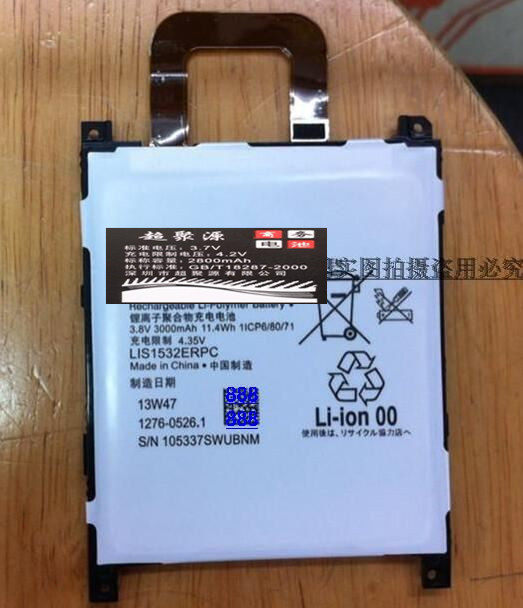 超聚源 商务电池
标准电压：3.7V
充电限制电压：4.2V
标称容量：2800mAh
执行标准：GB/T18287-2000
深圳市超聚源有限公司
实图拍摄盗用必究
Rechargeable Li-Polymer Battery •
锂离子聚合物充电电池
3.8V 3000mAh 11.4Wh 1ICP6/80/71
充电限制 4.35V
LIS1532ERPC
Made in China • 中国制造
制造日期
13W47
1276-0526.1
S/N 105337SWUBNM
888
888
Li-ion 00
使用後は、リサイクル協力店へ